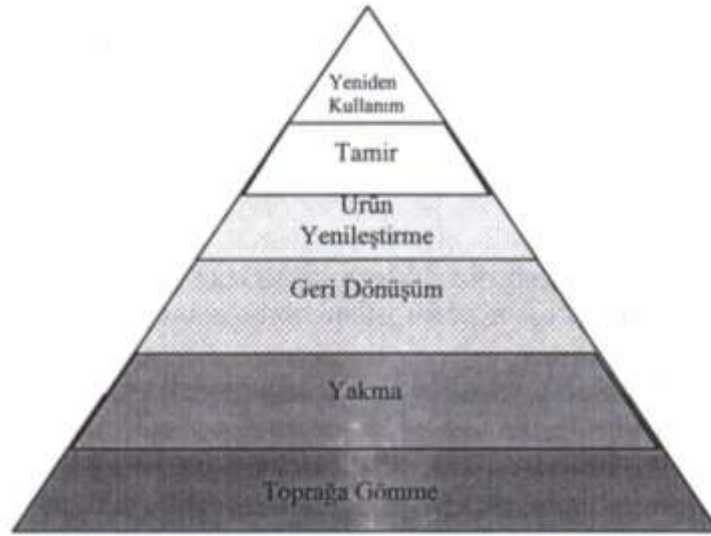 Yeniden
Kullanım
Tamir
Ürün
Yenileştirme
Geri Dönüşüm
Yakma
Toprağa Gömme